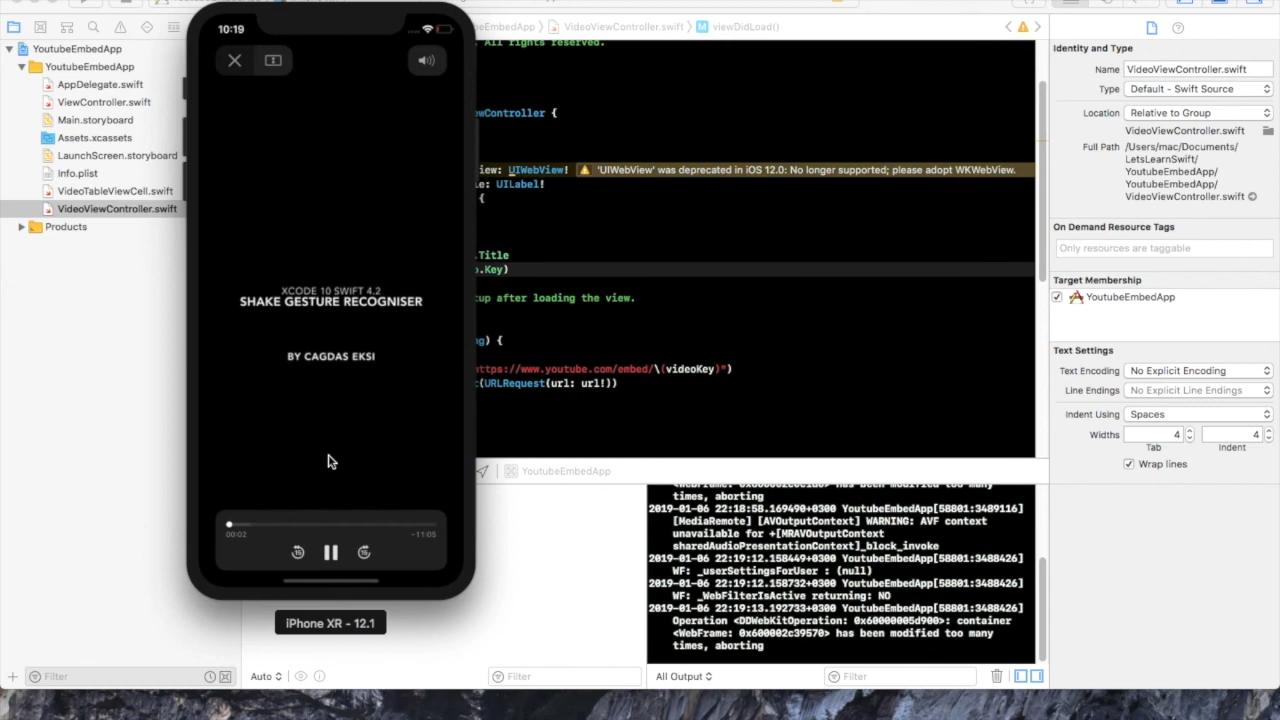 YoutubeEmbedApp
YoutubeEmbedApp
AppDelegate.swift
ViewController.swift
Main.storyboard
Assets.xcassets
LaunchScreen.storyboard
Info.plist
VideoTableViewCell.swift
VideoViewController.swift
Products
Filter
10:19
XCODE 10 SWIFT 4.2
SHAKE GESTURE RECOGNISER
BY CAGDAS EKSI
00:02
-11:05
15
15
iPhone XR - 12.1
VideoViewController.swift
viewDidLoad()
All rights reserved.
ewController {
iew: UIWebView!
'UIWebView' was deprecated in iOS 12.0: No longer supported; please adopt WKWebView.
e: UILabel!
{
.Title
o.Key)
tup after loading the view.
ng) {
https://www.youtube.com/embed/\(videoKey)")
t(URLRequest(url: url!))
YoutubeEmbedApp
has been modified too many
times, aborting
2019-01-06 22:18:58.169490+0300 YoutubeEmbedApp[58801:3489116]
[MediaRemote] [AVOutputContext] WARNING: AVF context
unavailable for +[MRAVOutputContext
sharedAudioPresentationContext]_block_invoke
2019-01-06 22:19:12.158449+0300 YoutubeEmbedApp[58801:3488426]
WF: _userSettingsForUser : (null)
2019-01-06 22:19:12.158732+0300 YoutubeEmbedApp[58801:3488426]
WF: _WebFilterIsActive returning: NO
2019-01-06 22:19:13.192733+0300 YoutubeEmbedApp[58801:3488426]
Operation <DDWebKitOperation: 0x60000005d900>: container
<WebFrame: 0x600002c39570> has been modified too many
times, aborting
Auto
Filter
All Output
Filter
Identity and Type
Name VideoViewController.swift
Type Default - Swift Source
Location Relative to Group
VideoViewController.swift
Full Path /Users/mac/Documents/
LetsLearnSwift/
YoutubeEmbedApp/
YoutubeEmbedApp/
VideoViewController.swift
On Demand Resource Tags
Only resources are taggable
Target Membership
YoutubeEmbedApp
Text Settings
Text Encoding No Explicit Encoding
Line Endings No Explicit Line Endings
Indent Using Spaces
Widths 4 4
Tab Indent
Wrap lines